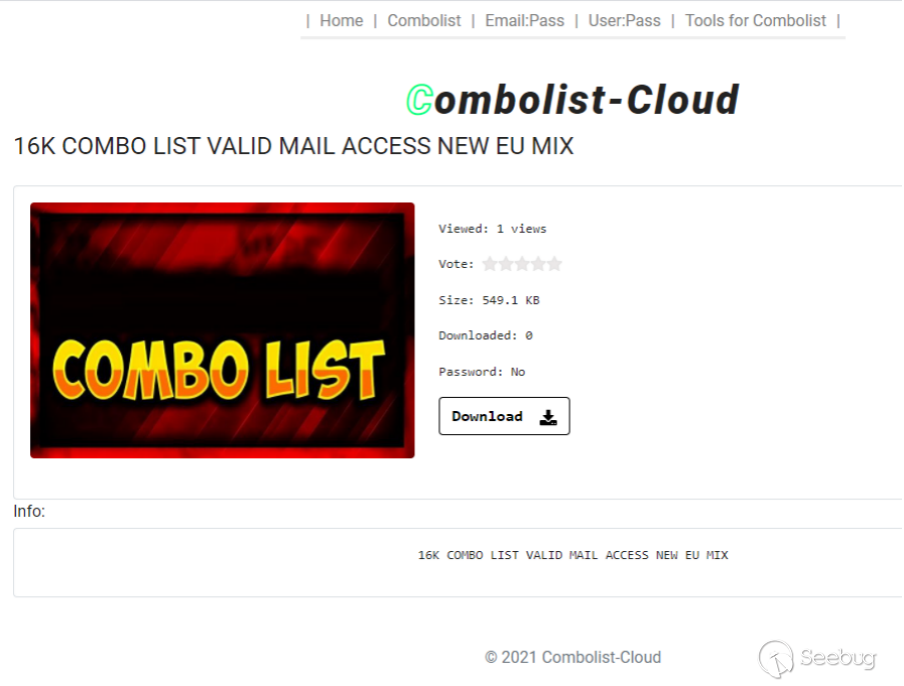 | Home | Combolist | Email:Pass | User:Pass | Tools for Combolist |
Combolist-Cloud
16K COMBO LIST VALID MAIL ACCESS NEW EU MIX
COMBO LIST
Viewed: 1 views
Vote:
Size: 549.1 KB
Downloaded: 0
Password: No
Download
Info:
16K COMBO LIST VALID MAIL ACCESS NEW EU MIX
© 2021 Combolist-Cloud
Seebug